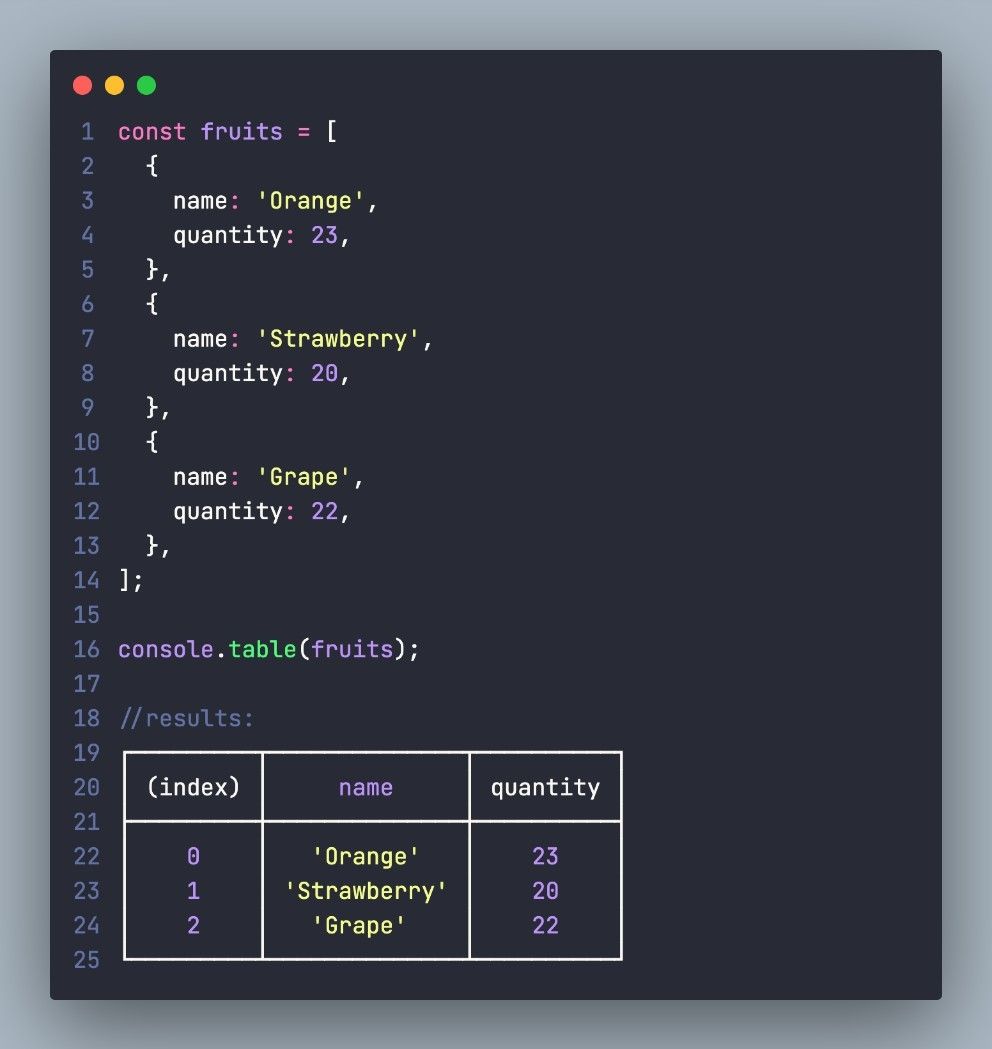 1 const fruits = [
2 {
3 name: 'Orange',
4 quantity: 23,
5 },
6 {
7 name: 'Strawberry',
8 quantity: 20,
9 },
10 {
11 name: 'Grape',
12 quantity: 22,
13 },
14 ];
15
16 console.table(fruits);
17
18 //results:
19
20 (index) name quantity
21
22 0 'Orange' 23
23 1 'Strawberry' 20
24 2 'Grape' 22
25